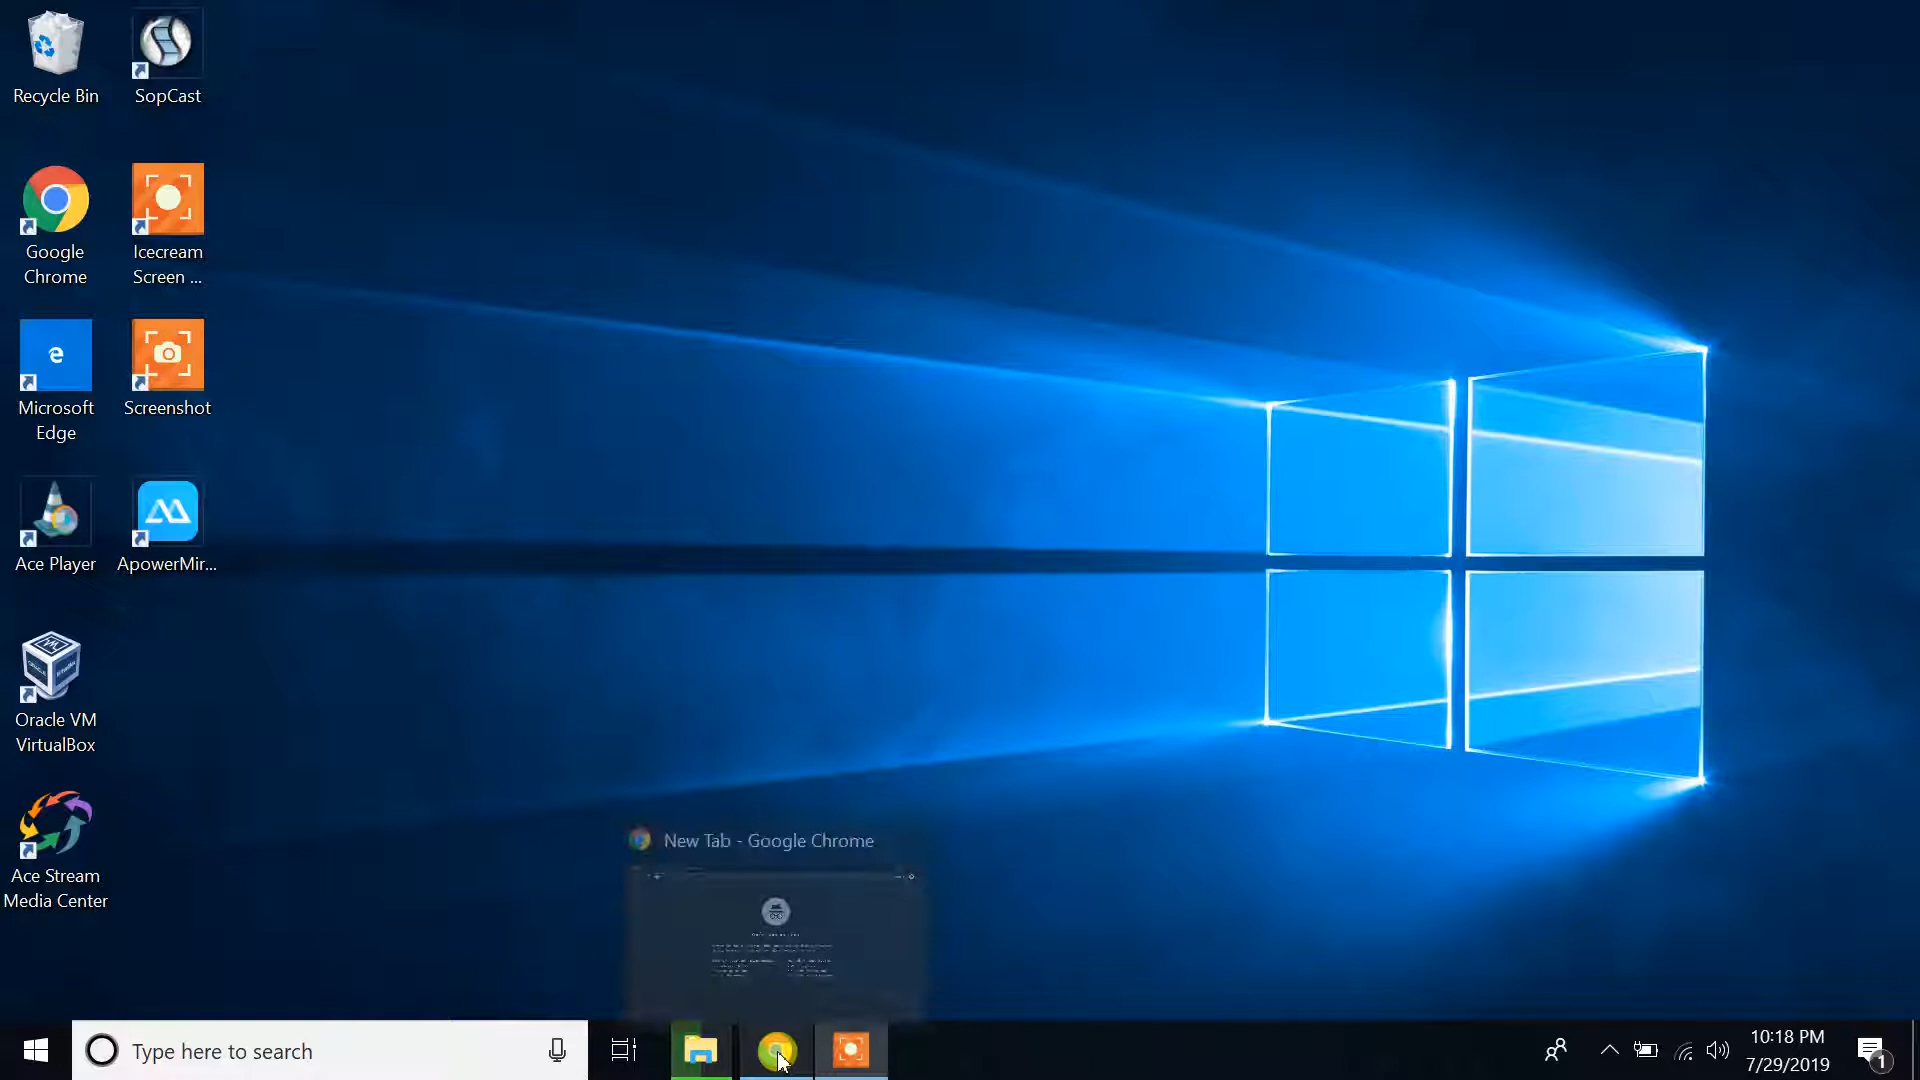 Recycle Bin
SopCast
Google
Chrome
Icecream
Screen ...
Microsoft
Edge
Screenshot
Ace Player
ApowerMir...
Oracle VM
VirtualBox
Ace Stream
Media Center
New Tab - Google Chrome
Type here to search
10:18 PM
7/29/2019
1